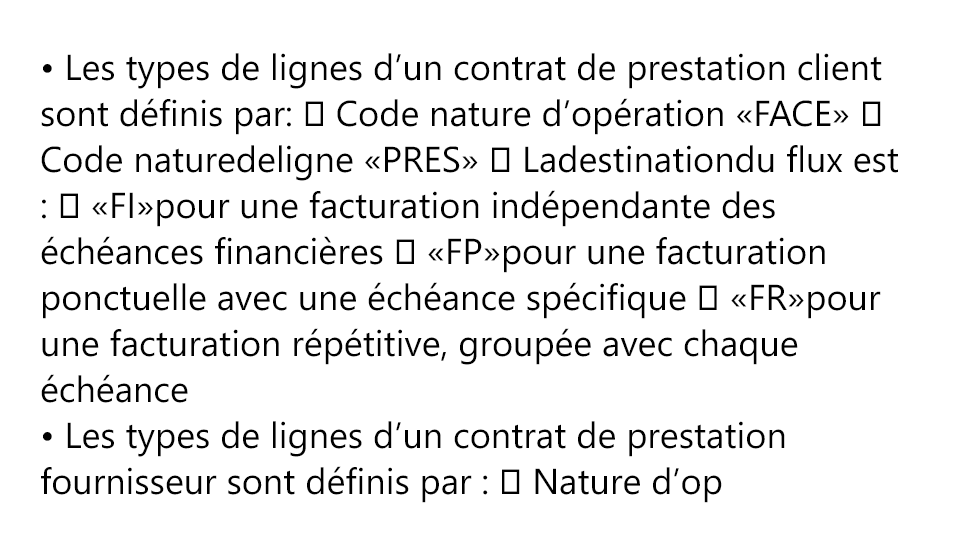 • Les types de lignes d’un contrat de prestation client
sont définis par: 􀂃 Code nature d’opération «FACE» 􀂃
Code naturedeligne «PRES» 􀂃 Ladestinationdu flux est
: 􀂃 «FI»pour une facturation indépendante des
échéances financières 􀂃 «FP»pour une facturation
ponctuelle avec une échéance spécifique 􀂃 «FR»pour
une facturation répétitive, groupée avec chaque
échéance
• Les types de lignes d’un contrat de prestation
fournisseur sont définis par : 􀂃 Nature d’op